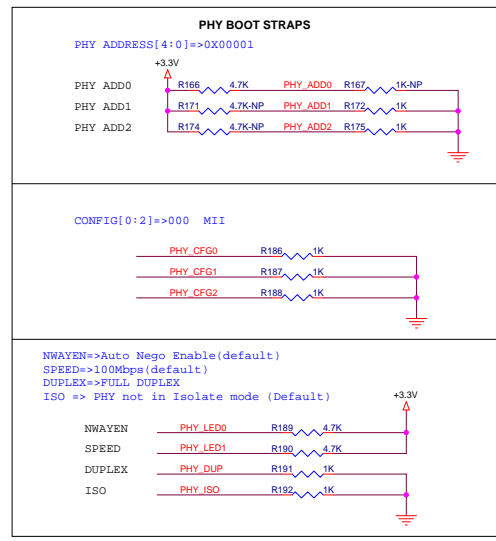 PHY BOOT STRAPS
PHY ADDRESS[4:0]=>0X00001
+3.3V
PHY ADD0 R166 4.7K PHY_ADD0 R167 1K-NP
PHY ADD1 R171 4.7K-NP PHY_ADD1 R172 1K
PHY ADD2 R174 4.7K-NP PHY_ADD2 R175 1K
CONFIG[0:2]=>000 MII
PHY_CFG0 R186 1K
PHY_CFG1 R187 1K
PHY_CFG2 R188 1K
NWAYEN=>Auto Nego Enable(default)
SPEED=>100Mbps(default)
DUPLEX=>FULL DUPLEX
ISO => PHY not in Isolate mode (Default)
+3.3V
NWAYEN PHY_LED0 R189 4.7K
SPEED PHY_LED1 R190 4.7K
DUPLEX PHY_DUP R191 1K
ISO PHY_ISO R192 1K